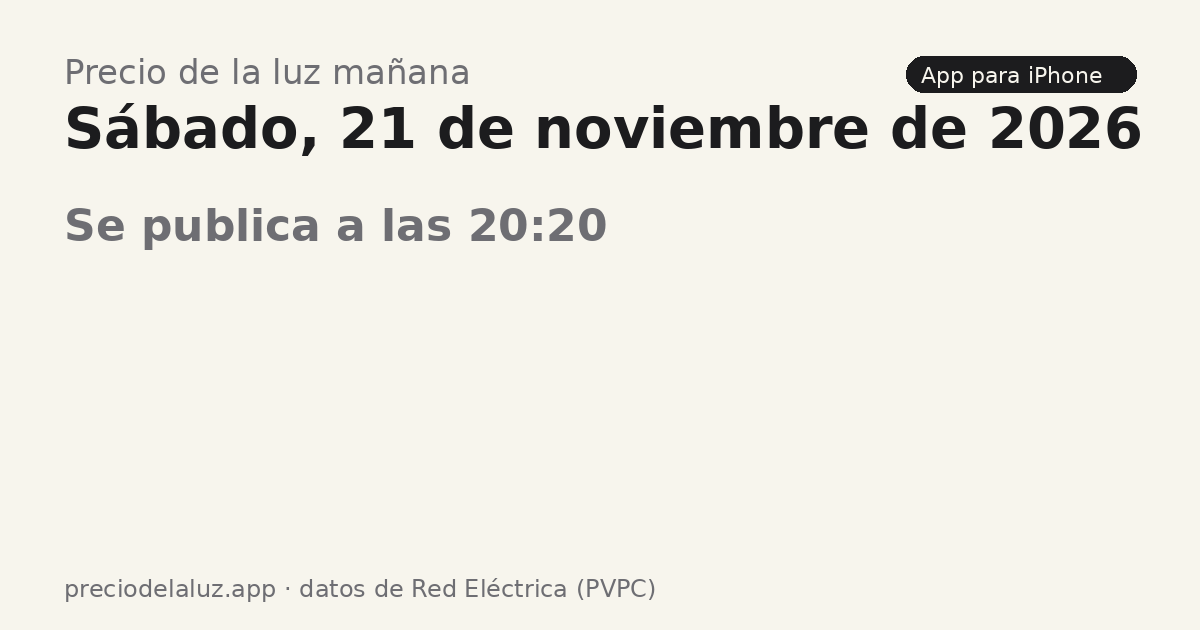 Precio de la luz mañana
App para iPhone
Sábado, 21 de noviembre de 2026
Se publica a las 20:20
preciodelaluz.app · datos de Red Eléctrica (PVPC)